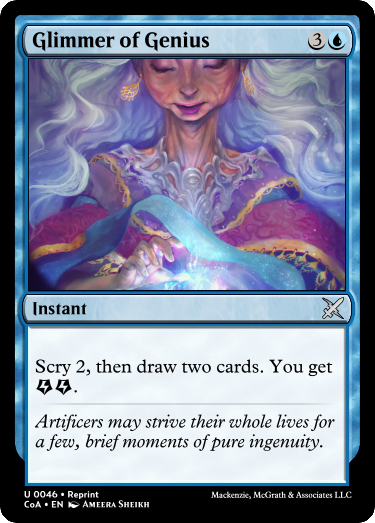 Glimmer of Genius 3
Instant
Scry 2, then draw two cards. You get
.
Artificers may strive their whole lives for
a few, brief moments of pure ingenuity.
U 0046 • Reprint
CoA • EN AMEERA SHEIKH
Mackenzie, McGrath & Associates LLC